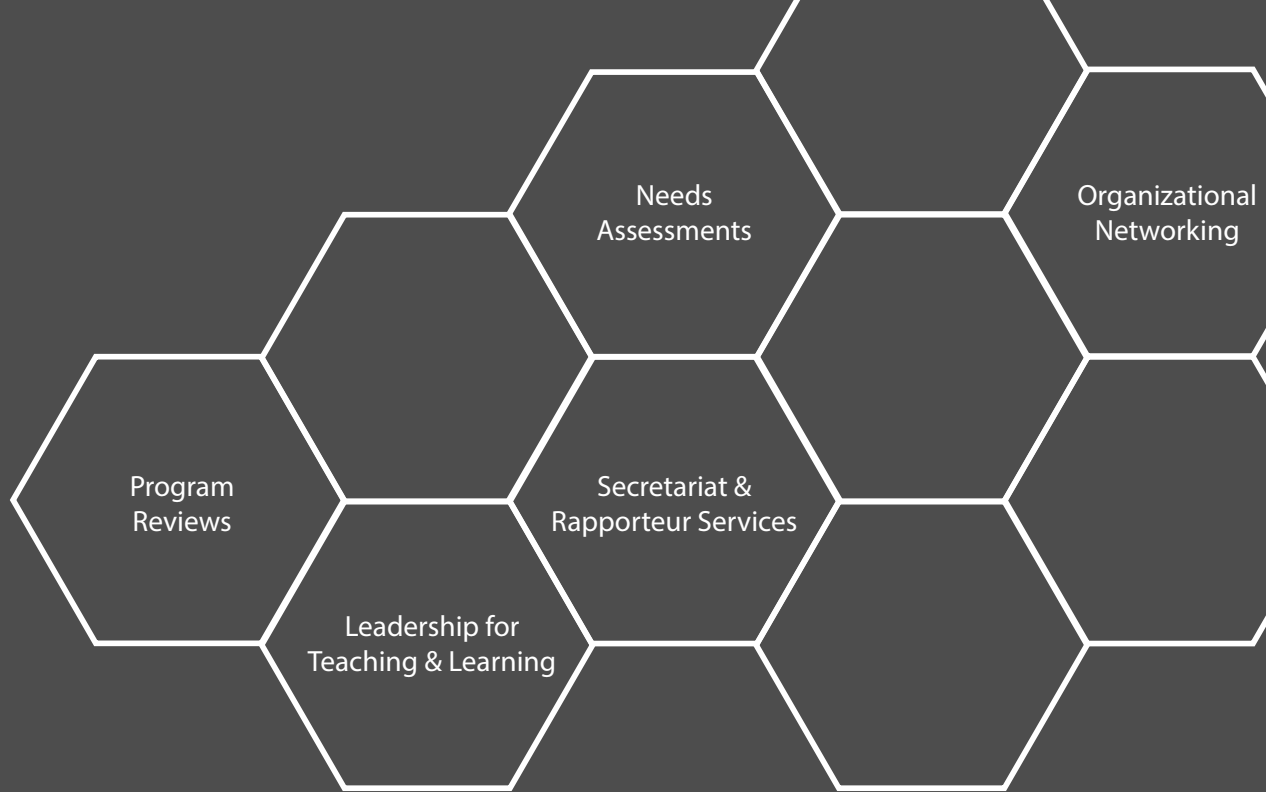 Needs
Assessments
Organizational
Networking
Program
Reviews
Secretariat &
Rapporteur Services
Leadership for
Teaching & Learning